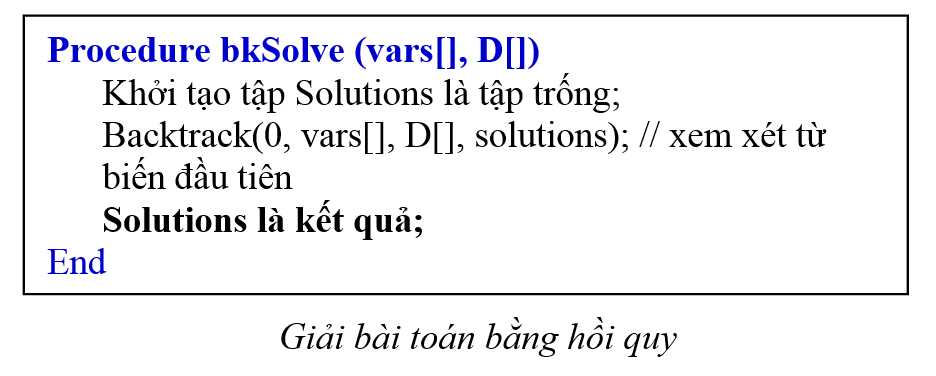 Procedure bkSolve (vars[], D[])
Khởi tạo tập Solutions là tập trống;
Backtrack(0, vars[], D[], solutions); // xem xét từ
biến đầu tiên
Solutions là kết quả;
End
Giải bài toán bằng hồi quy